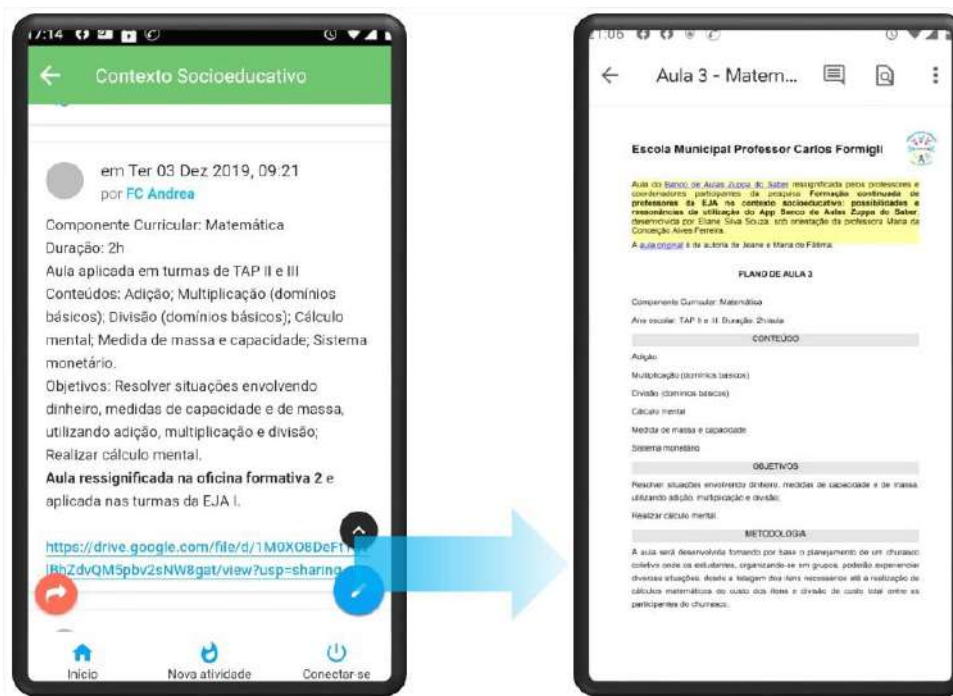 17:14
Contexto Socioeducativo
em Ter 03 Dez 2019, 09:21
por FC Andrea
Componente Curricular: Matemática
Duração: 2h
Aula aplicada em turmas de TAP II e III
Conteúdos: Adição; Multiplicação (domínios
básicos); Divisão (domínios básicos); Cálculo
mental; Medida de massa e capacidade; Sistema
monetário.
Objetivos: Resolver situações envolvendo
dinheiro, medidas de capacidade e de massa,
utilizando adição, multiplicação e divisão;
Realizar cálculo mental.
Aula ressignificada na oficina formativa 2 e
aplicada nas turmas da EJA I.
https://drive.google.com/file/d/1M0XO8DeFt
lBhZdvQM5pbv2sNW8gat/view?usp=sharing
Início
Nova atividade
Conectar-se
21:06
Aula 3 - Matem...
Escola Municipal Professor Carlos Formigli
Aula do Banco de Aulas Zuppa do Saber ressignificada pelos professores e
coordenadores participantes da pesquisa Formação continuada de
professores da EJA no contexto socioeducativo: possibilidades e
ressonâncias da utilização do App Banco de Aulas Zuppa do Saber,
desenvolvida por Eliane Silva Souza, sob orientação da professora Maria da
Conceição Alves Ferreira.
A aula original é da autoria de Jeane e Maria de Fátima.
PLANO DE AULA 3
Componente Curricular: Matemática
Ano escolar: TAP II e III. Duração: 2h/aula
CONTEÚDO
Adição
Multiplicação (domínios básicos)
Divisão (domínios básicos)
Cálculo mental
Medida de massa e capacidade
Sistema monetário
OBJETIVOS
Resolver situações envolvendo dinheiro, medidas de capacidade e de massa,
utilizando adição, multiplicação e divisão;
Realizar cálculo mental.
METODOLOGIA
A aula será desenvolvida tomando por base o planejamento de um churrasco
coletivo onde os estudantes, organizando-se em grupos, poderão experienciar
diversas situações, desde a listagem dos itens necessários até a realização de
cálculos matemáticos do custo dos itens e divisão de custo total entre os
participantes do churrasco.